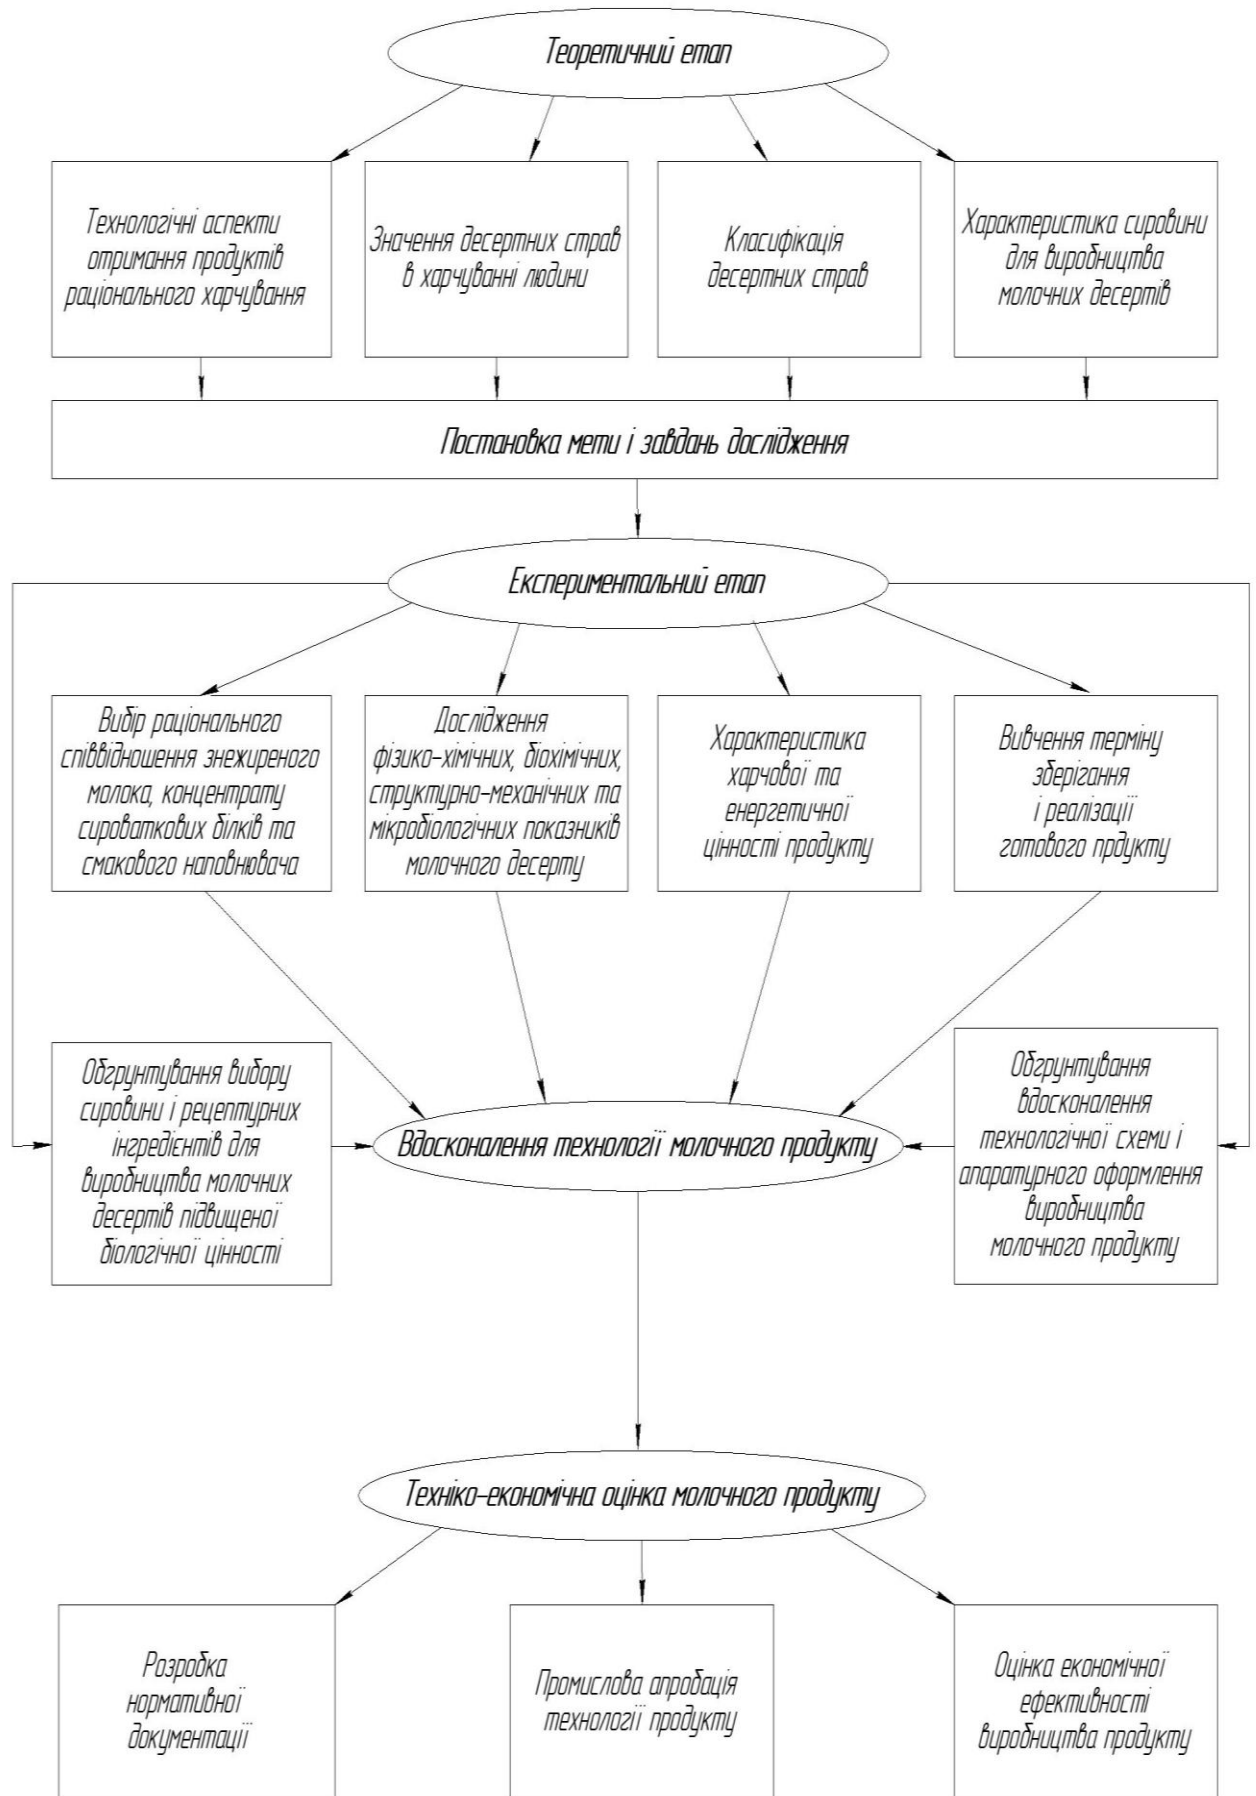 Теоретичний етап
Технологічні аспекти
отримання продуктів
раціонального харчування
Значення десертних страв
в харчуванні людини
Класифікація
десертних страв
Характеристика сировини
для виробництва
молочних десертів
Постановка мети і завдань дослідження
Експериментальний етап
Вибір раціонального
співвідношення знежиреного
молока, концентрату
сироваткових білків та
смакового наповнювача
Дослідження
фізико-хімічних, біохімічних,
структурно-механічних та
мікробіологічних показників
молочного десерту
Характеристика
харчової та
енергетичної
цінності продукту
Вивчення терміну
зберігання
і реалізації
готового прдукту
Обгрунтування вибору
сировини і рецептурних
інгредієнтів для
виробництва молочних
десертів підвищеної
біологічної цінності
Вдосконалення технології молочного продукту
Обгрунтування
вдосконалення
технологічної схеми і
апаратурного оформлення
виробництва
молочного продукту
Техніко-економічна оцінка молочного продукту
Розробка
нормативної
документації
Промислова апробація
технології продукту
Оцінка економічної
ефективності
виробництва продукту